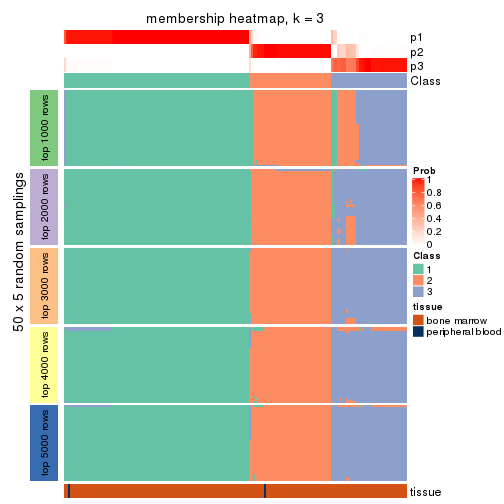 membership heatmap, k = 3
p1
p2
p3
Class
50 x 5 random samplings
top 1000 rows
top 2000 rows
top 3000 rows
top 4000 rows
top 5000 rows
Prob
1
0.8
0.6
0.4
0.2
0
Class
1
2
3
tissue
bone marrow
peripheral blood
tissue